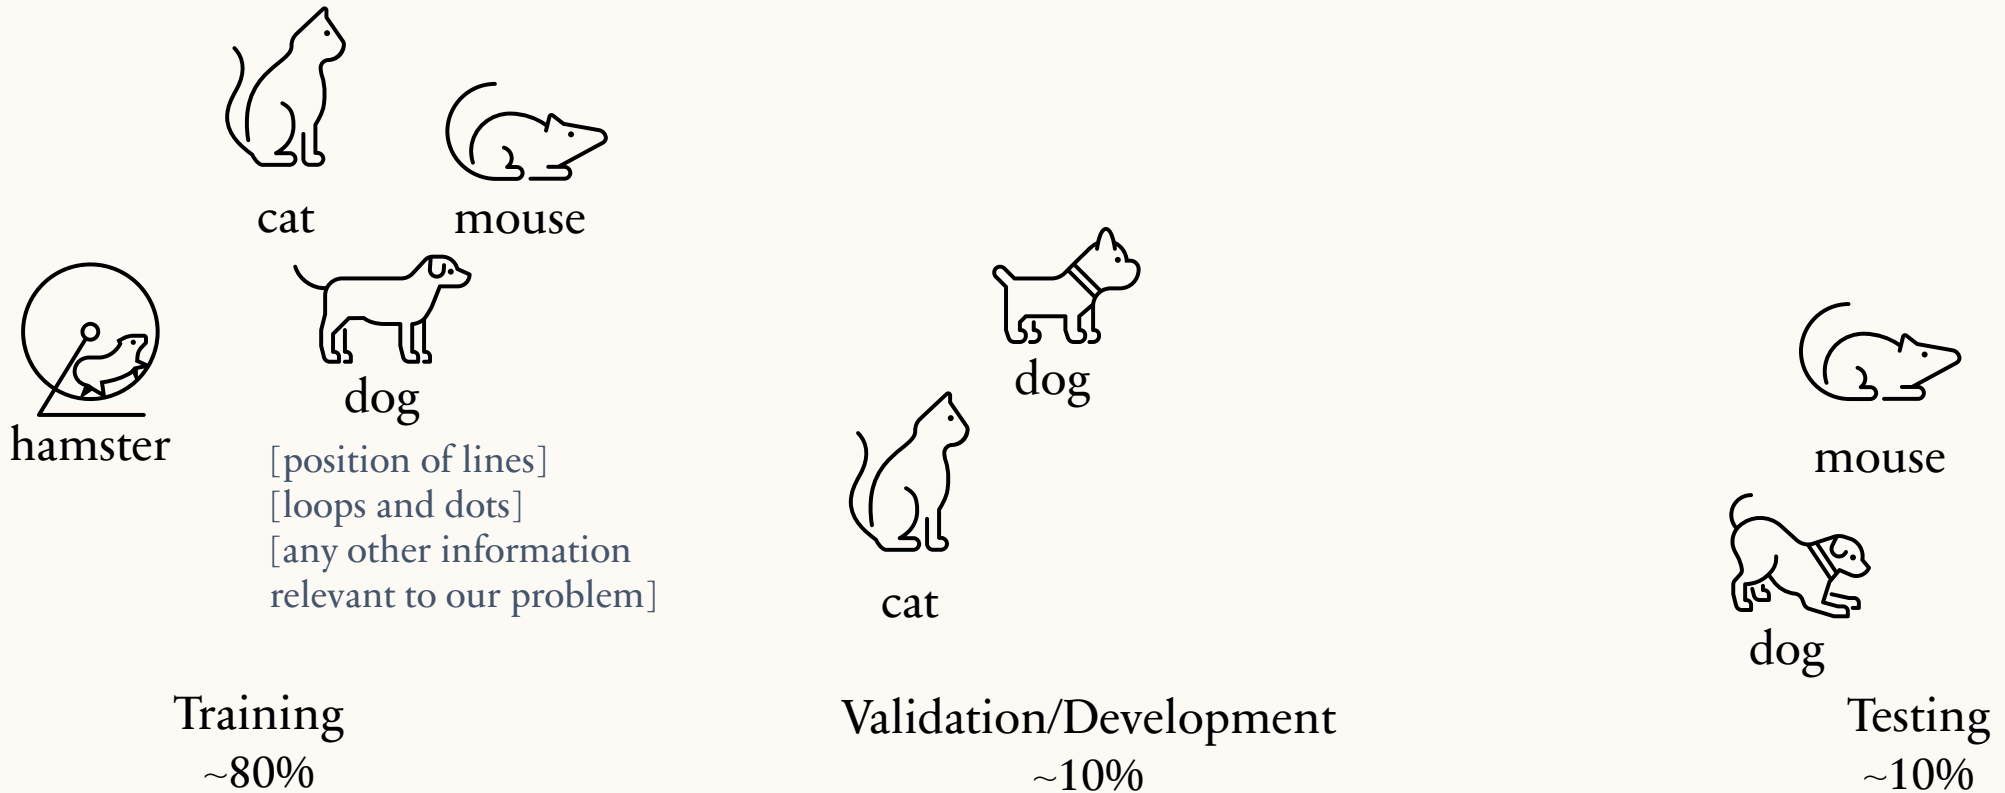 cat
mouse
hamster
dog
[position of lines]
[loops and dots]
[any other information
relevant to our problem]
Training
~80%
dog
cat
Validation/Development
~10%
mouse
dog
Testing
~10%